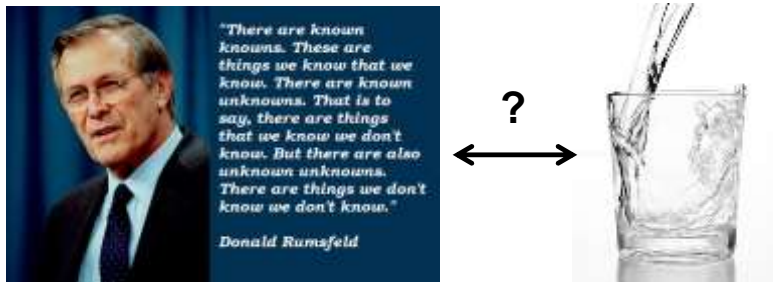 "There are known
knowns. These are
things we know that we
know. There are known
unknowns. That is to
say, there are things
that we know we don't
know. But there are also
unknown unknowns.
There are things we don't
know we don't know."
Donald Rumsfeld
?